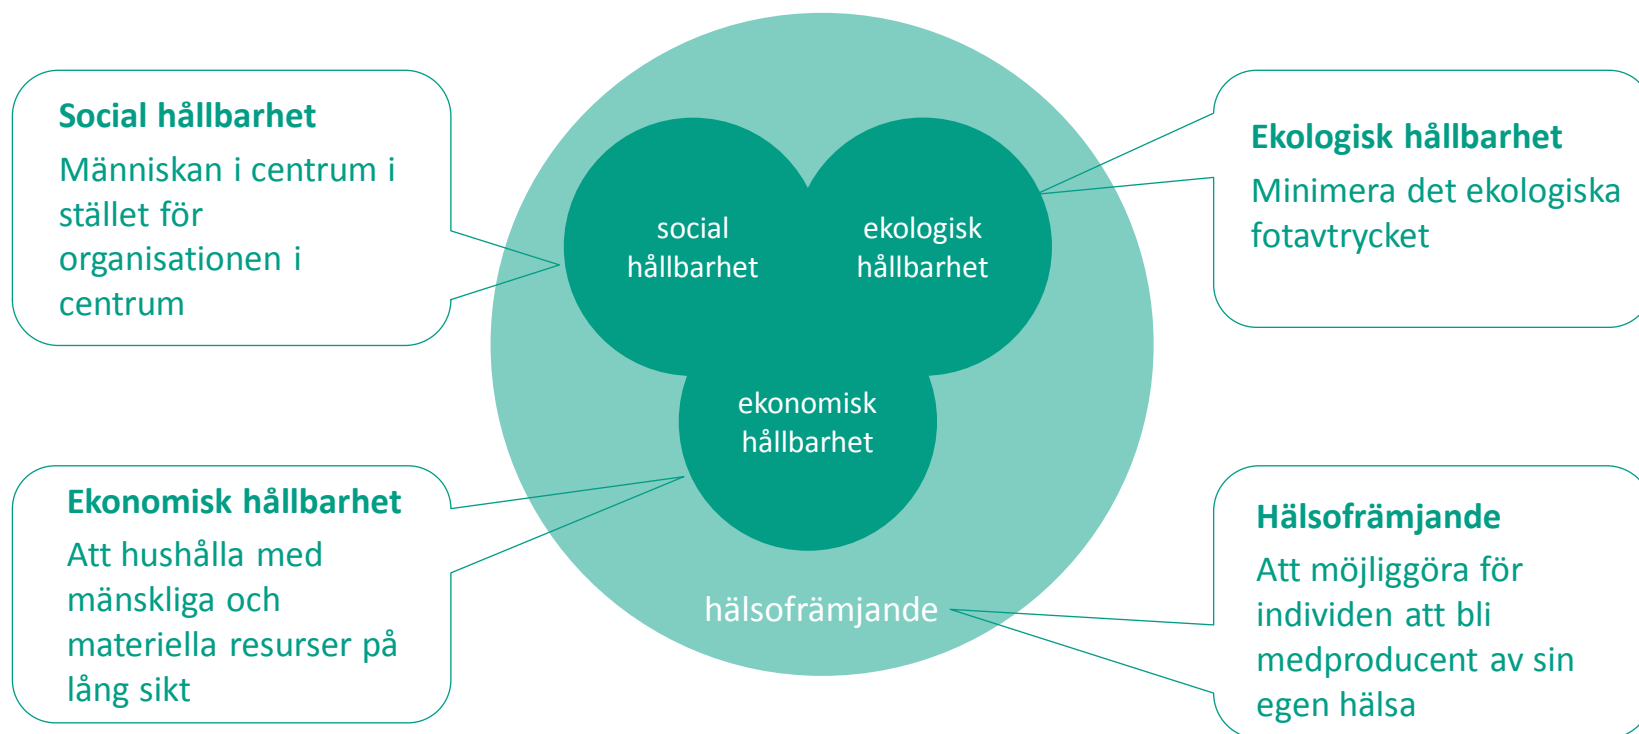 Social hållbarhet
Människan i centrum i
stället för
organisationen i
centrum
social
hållbarhet
ekologisk
hållbarhet
Ekologisk hållbarhet
Minimera det ekologiska
fotavtrycket
ekonomisk
hållbarhet
Ekonomisk hållbarhet
Att hushålla med
mänskliga och
materiella resurser på
lång sikt
hälsofrämjande
Hälsofrämjande
Att möjliggöra för
individen att bli
medproducent av sin
egen hälsa